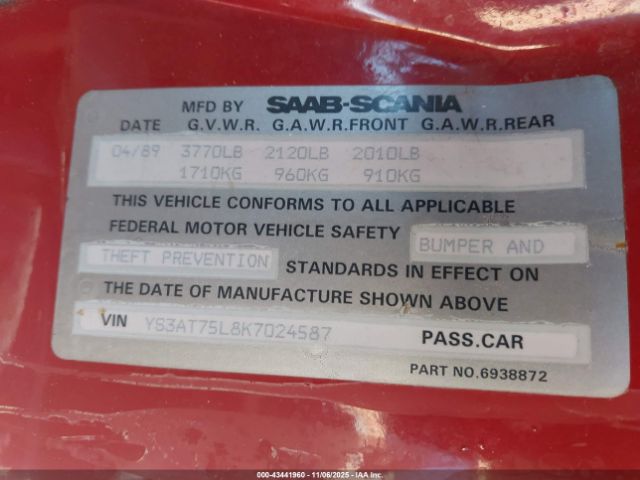 MFD BY SAAB-SCANIA
DATE G.V.W.R. G.A.W.R.FRONT G.A.W.R.REAR
04/89 3770LB 2120LB 2010LB
1710KG 960KG 910KG
THIS VEHICLE CONFORMS TO ALL APPLICABLE
FEDERAL MOTOR VEHICLE SAFETY BUMPER AND
THEFT PREVENTION STANDARDS IN EFFECT ON
THE DATE OF MANUFACTURE SHOWN ABOVE
VIN YS3AT75L8K7024587 PASS.CAR
PART NO.6938872
000-43441960 - 11/06/2025 - IAA Inc.